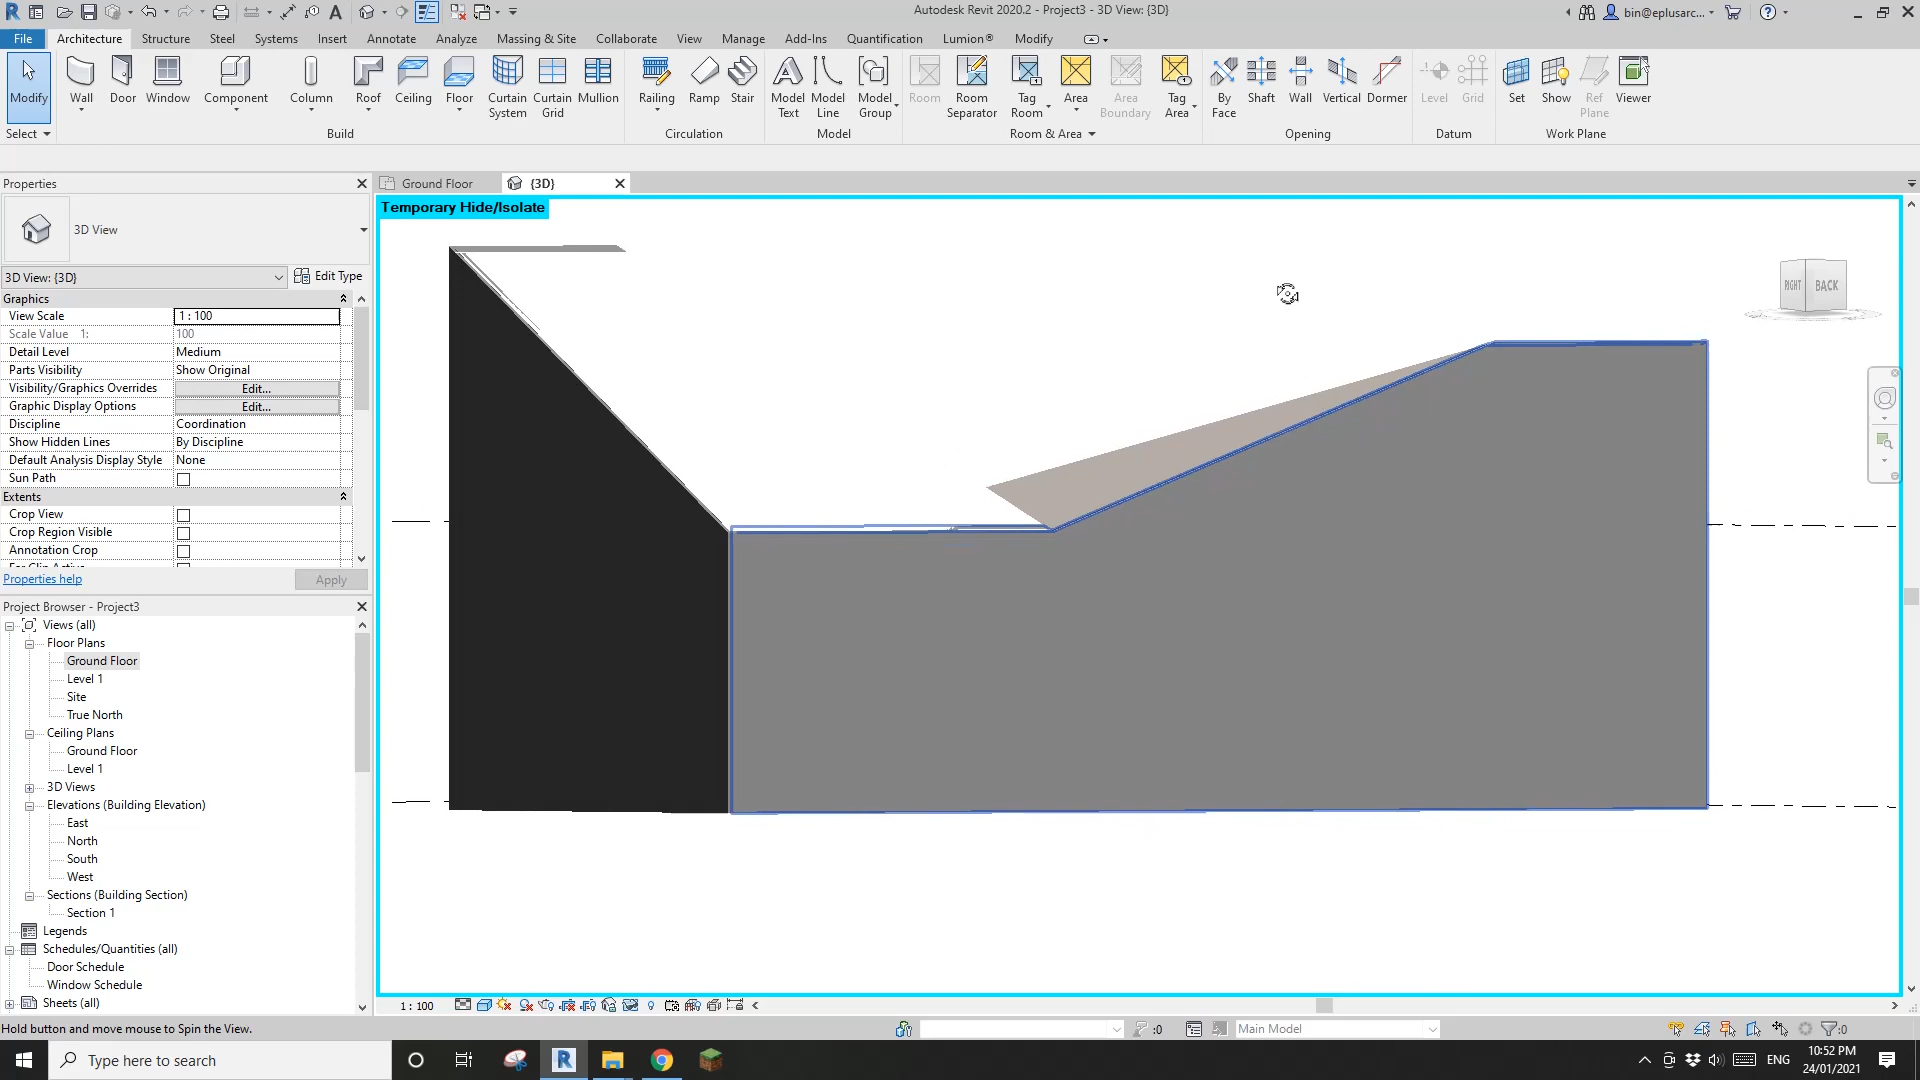 Autodesk Revit 2020.2 - Project3 - 3D View: {3D}
bin@eplusarc...
File Architecture Structure Steel Systems Insert Annotate Analyze Massing & Site Collaborate View Manage Add-Ins Quantification Lumion® Modify
Modify Wall Door Window Component Column Roof Ceiling Floor Curtain System Curtain Grid Mullion Railing Ramp Stair Model Text Model Line Model Group Room Room Separator Tag Room Area Area Boundary Tag Area By Face Shaft Wall Vertical Dormer Level Grid Set Show Ref Plane Viewer
Select Build Circulation Model Room & Area Opening Datum Work Plane
Properties
Ground Floor
{3D}
Temporary Hide/Isolate
3D View
3D View: {3D}
Edit Type
Graphics
View Scale 1 : 100
Scale Value 1: 100
Detail Level Medium
Parts Visibility Show Original
Visibility/Graphics Overrides Edit...
Graphic Display Options Edit...
Discipline Coordination
Show Hidden Lines By Discipline
Default Analysis Display Style None
Sun Path
Extents
Crop View
Crop Region Visible
Annotation Crop
Properties help Apply
RIGHT BACK
Project Browser - Project3
Views (all)
Floor Plans
Ground Floor
Level 1
Site
True North
Ceiling Plans
Ground Floor
Level 1
3D Views
Elevations (Building Elevation)
East
North
South
West
Sections (Building Section)
Section 1
Legends
Schedules/Quantities (all)
Door Schedule
Window Schedule
Sheets (all)
1 : 100
Hold button and move mouse to Spin the View.
:0
Main Model
:0
Type here to search
ENG
10:52 PM
24/01/2021